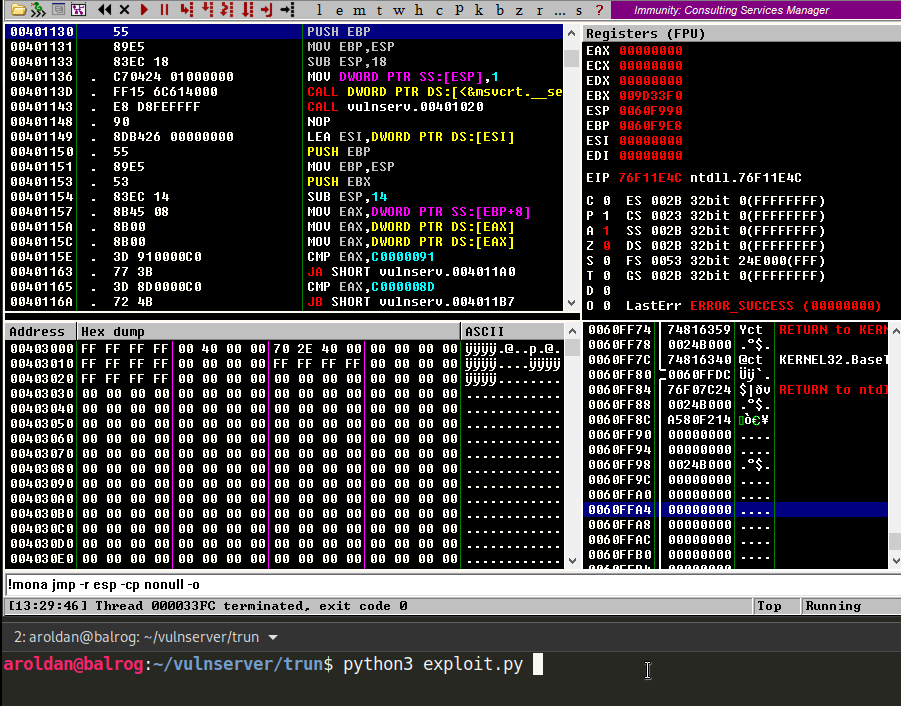 l e m t w h c p k b z r ... s ?
Immunity: Consulting Services Manager
00401130 55 PUSH EBP
00401131 89E5 MOV EBP,ESP
00401133 83EC 18 SUB ESP,18
00401136 . C70424 01000000 MOV DWORD PTR SS:[ESP],1
0040113D . FF15 6C614000 CALL DWORD PTR DS:[<&msvcrt.__se
00401143 . E8 D8FEFFFF CALL vulnserv.00401020
00401148 . 90 NOP
00401149 . 8DB426 00000000 LEA ESI,DWORD PTR DS:[ESI]
00401150 . 55 PUSH EBP
00401151 . 89E5 MOV EBP,ESP
00401153 . 53 PUSH EBX
00401154 . 83EC 14 SUB ESP,14
00401157 . 8B45 08 MOV EAX,DWORD PTR SS:[EBP+8]
0040115A . 8B00 MOV EAX,DWORD PTR DS:[EAX]
0040115C . 8B00 MOV EAX,DWORD PTR DS:[EAX]
0040115E . 3D 910000C0 CMP EAX,C0000091
00401163 . 77 3B JA SHORT vulnserv.004011A0
00401165 . 3D 8D0000C0 CMP EAX,C000008D
0040116A . 72 4B JB SHORT vulnserv.004011B7
Registers (FPU)
EAX 00000000
ECX 00000000
EDX 00000000
EBX 009D33F0
ESP 0060F990
EBP 0060F9E8
ESI 00000000
EDI 00000000
EIP 76F11E4C ntdll.76F11E4C
C 0 ES 002B 32bit 0(FFFFFFFF)
P 1 CS 0023 32bit 0(FFFFFFFF)
A 1 SS 002B 32bit 0(FFFFFFFF)
Z 0 DS 002B 32bit 0(FFFFFFFF)
S 0 FS 0053 32bit 24E000(FFF)
T 0 GS 002B 32bit 0(FFFFFFFF)
D 0
O 0 LastErr ERROR_SUCCESS (00000000)
Address Hex dump ASCII
00403000 FF FF FF FF 00 40 00 00 70 2E 40 00 00 00 00 00 ÿÿÿÿ.@..p.@.
00403010 FF FF FF FF 00 00 00 00 FF FF FF FF 00 00 00 00 ÿÿÿÿ....ÿÿÿÿ
00403020 FF FF FF FF 00 00 00 00 00 00 00 00 00 00 00 00 ÿÿÿÿ........
00403030 00 00 00 00 00 00 00 00 00 00 00 00 00 00 00 00 ............
00403040 00 00 00 00 00 00 00 00 00 00 00 00 00 00 00 00 ............
00403050 00 00 00 00 00 00 00 00 00 00 00 00 00 00 00 00 ............
00403060 00 00 00 00 00 00 00 00 00 00 00 00 00 00 00 00 ............
00403070 00 00 00 00 00 00 00 00 00 00 00 00 00 00 00 00 ............
00403080 00 00 00 00 00 00 00 00 00 00 00 00 00 00 00 00 ............
00403090 00 00 00 00 00 00 00 00 00 00 00 00 00 00 00 00 ............
004030A0 00 00 00 00 00 00 00 00 00 00 00 00 00 00 00 00 ............
004030B0 00 00 00 00 00 00 00 00 00 00 00 00 00 00 00 00 ............
004030C0 00 00 00 00 00 00 00 00 00 00 00 00 00 00 00 00 ............
004030D0 00 00 00 00 00 00 00 00 00 00 00 00 00 00 00 00 ............
004030E0 00 00 00 00 00 00 00 00 00 00 00 00 00 00 00 00 ............
0060FF74 74816359 Yct RETURN to KERN
0060FF78 0024B000 .°$.
0060FF7C 74816340 @ct KERNEL32.BaseT
0060FF80 0060FFDC Üÿ`.
0060FF84 76F07C24 $|ðv RETURN to ntdl
0060FF88 0024B000 .°$.
0060FF8C A580F214 ò€¥
0060FF90 00000000 ....
0060FF94 00000000 ....
0060FF98 0024B000 .°$.
0060FF9C 00000000 ....
0060FFA0 00000000 ....
0060FFA4 00000000 ....
0060FFA8 00000000 ....
0060FFAC 00000000 ....
0060FFB0 00000000 ....
!mona jmp -r esp -cp nonull -o
[13:29:46] Thread 000033FC terminated, exit code 0
Top
Running
2: aroldan@balrog: ~/vulnserver/trun
aroldan@balrog:~/vulnserver/trun$ python3 exploit.py